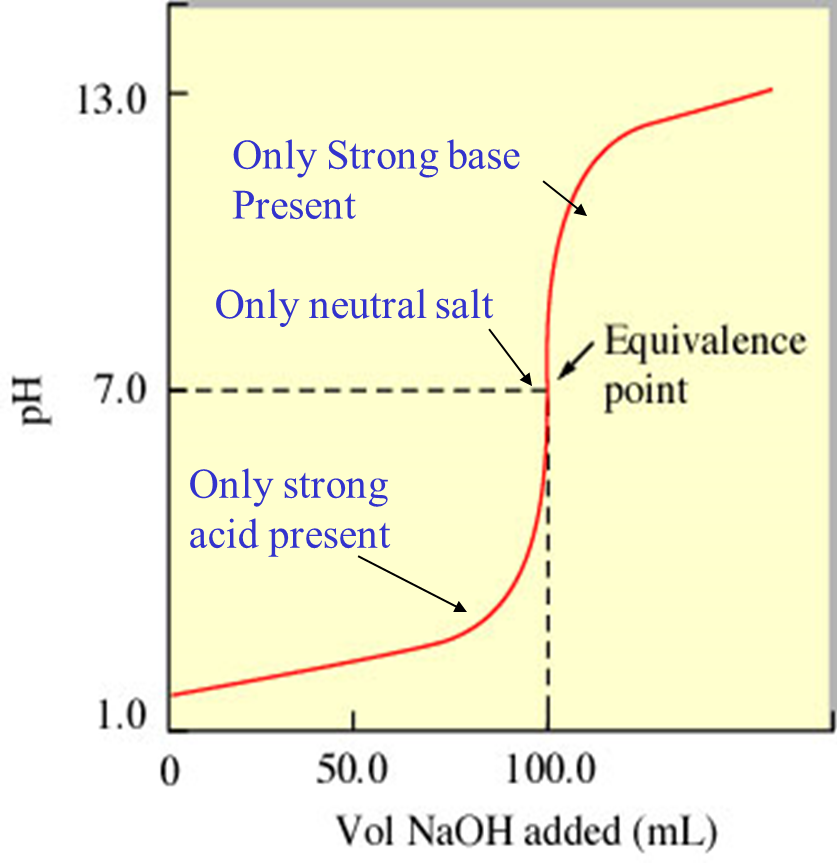 13.0
Only Strong base
Present
Only neutral salt
Equivalence
point
7.0
pH
Only strong
acid present
1.0
0 50.0 100.0
Vol NaOH added (mL)